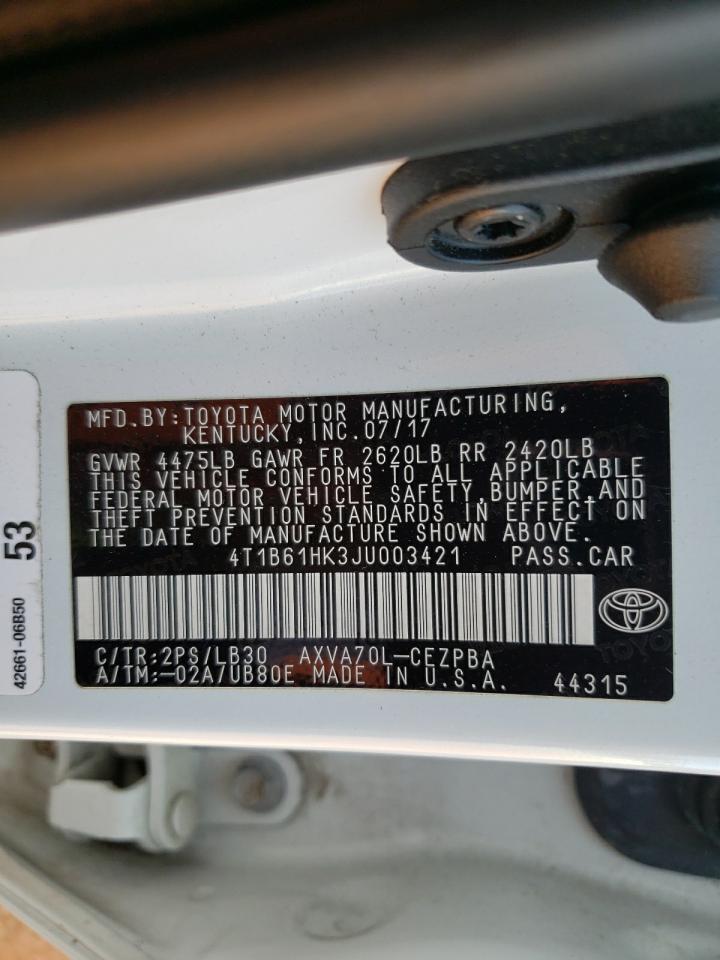 MFD.BY:TOYOTA MOTOR MANUFACTURING,
KENTUCKY,INC.07/17
GVWR 4475LB GAWR FR 2620LB RR 2420LB
THIS VEHICLE CONFORMS TO ALL APPLICABLE
FEDERAL MOTOR VEHICLE SAFETY,BUMPER,AND
THEFT PREVENTION STANDARDS IN EFFECT ON
THE DATE OF MANUFACTURE SHOWN ABOVE.
4T1B61HK3JU003421 PASS.CAR
C/TR:2PS/LB30 AXVA70L-CEZPBA
A/TM:-02A/UB80E MADE IN U.S.A. 44315
53
42661-06B50
TOYOTA